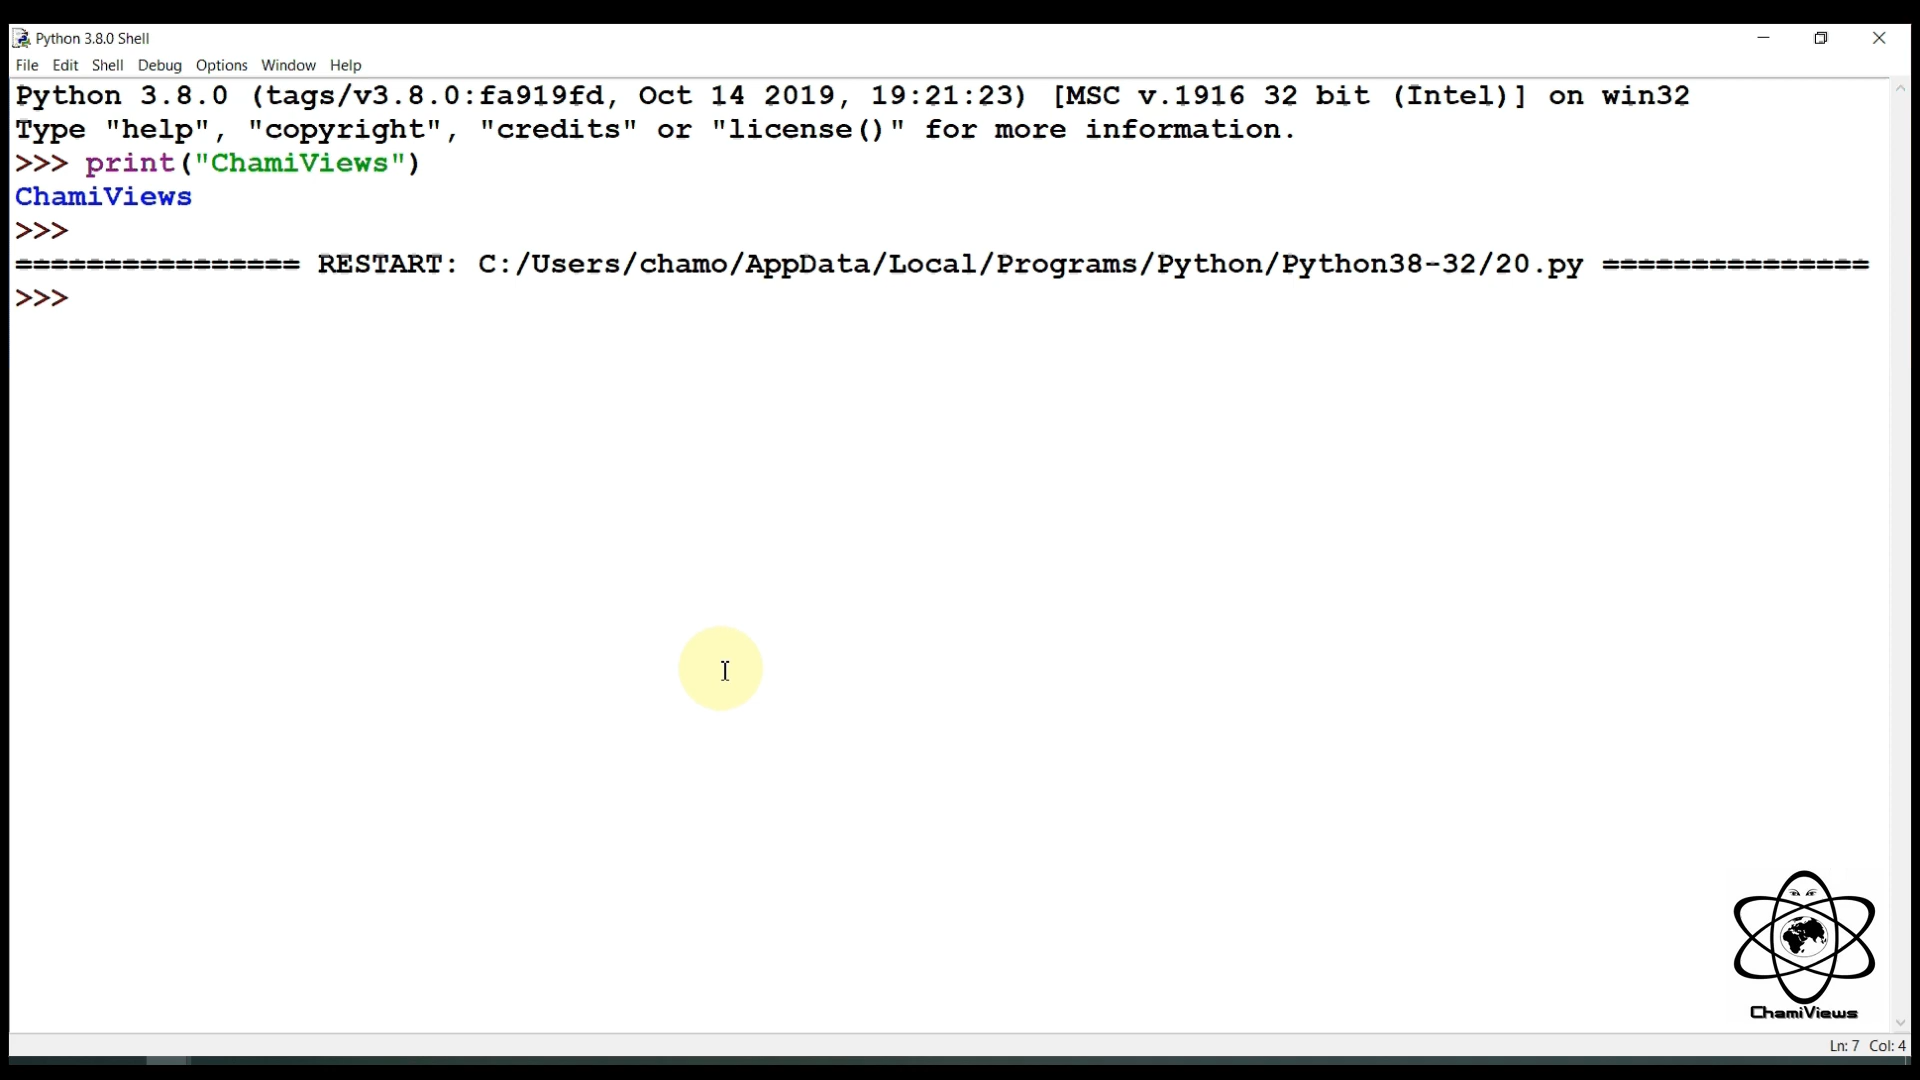 Python 3.8.0 Shell
File Edit Shell Debug Options Window Help
Python 3.8.0 (tags/v3.8.0:fa919fd, Oct 14 2019, 19:21:23) [MSC v.1916 32 bit (Intel)] on win32
Type "help", "copyright", "credits" or "license()" for more information.
>>> print("ChamiViews")
ChamiViews
>>>
================ RESTART: C:/Users/chamo/AppData/Local/Programs/Python/Python38-32/20.py ===============
>>>
ChamiViews
Ln: 7 Col: 4